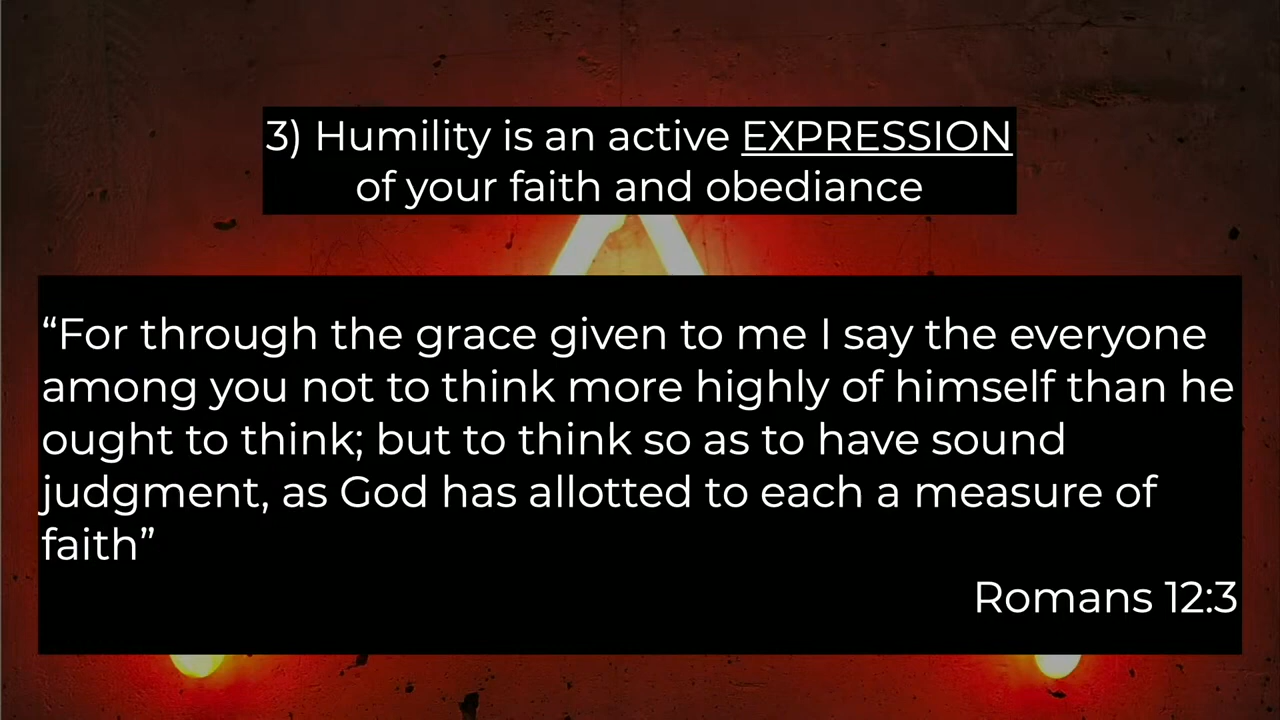 3) Humility is an active EXPRESSION
of your faith and obediance
“For through the grace given to me I say the everyone
among you not to think more highly of himself than he
ought to think; but to think so as to have sound
judgment, as God has allotted to each a measure of
faith”
Romans 12:3